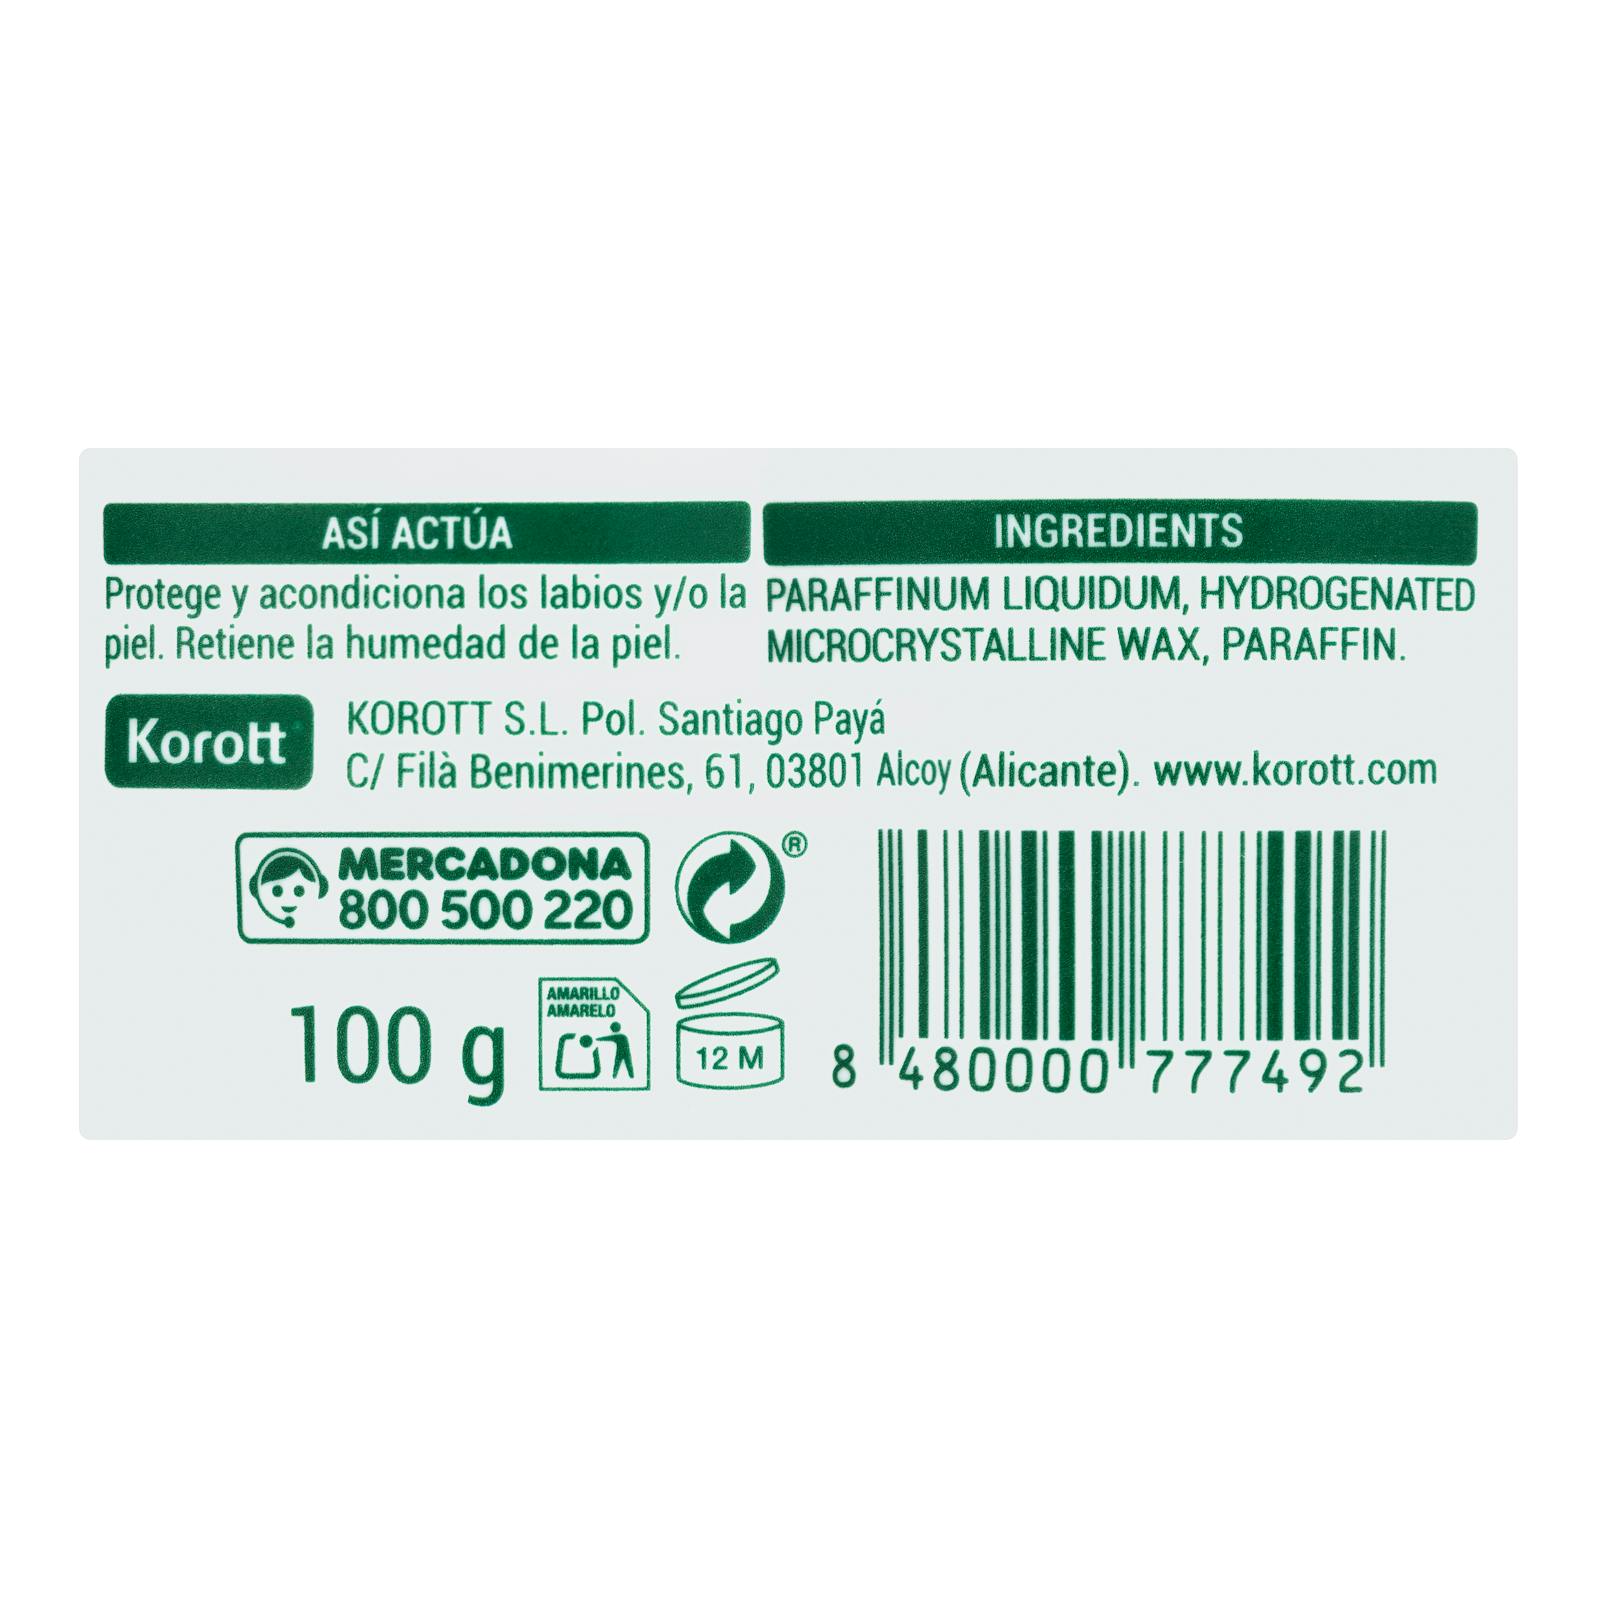 ASÍ ACTÚA
Protege y acondiciona los labios y/o la
piel. Retiene la humedad de la piel.
INGREDIENTS
PARAFFINUM LIQUIDUM, HYDROGENATED
MICROCRYSTALLINE WAX, PARAFFIN.
Korott
KOROTT S.L. Pol. Santiago Payá
C/ Filà Benimerines, 61, 03801 Alcoy (Alicante). www.korott.com
MERCADONA
800 500 220
®
100 g
AMARILLO
AMARELO
12 M
8 480000 777492